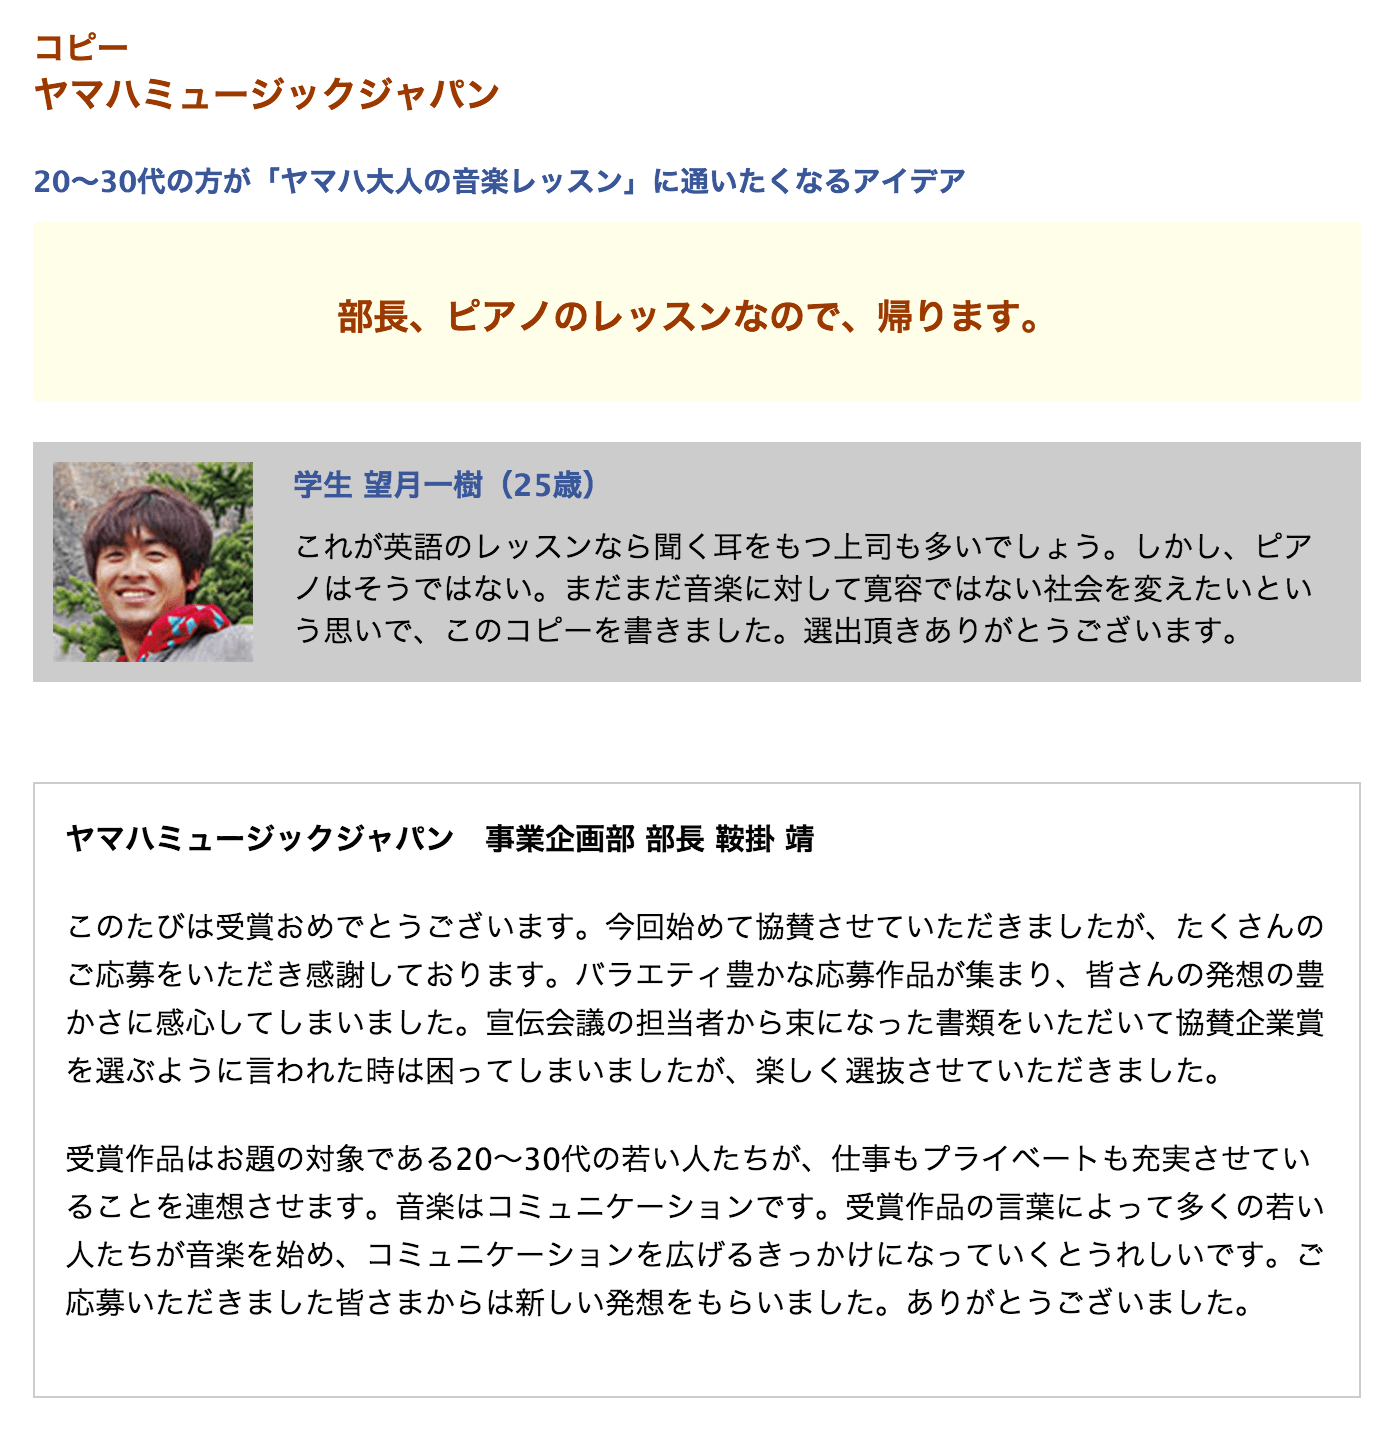 コピー
ヤマハミュージックジャパン
20〜30代の方が「ヤマハ大人の音楽レッスン」に通いたくなるアイデア
部長、ピアノのレッスンなので、帰ります。
学生 望月一樹（25歳）
これが英語のレッスンなら聞く耳をもつ上司も多いでしょう。しかし、ピア
ノはそうではない。まだまだ音楽に対して寛容ではない社会を変えたいとい
う思いで、このコピーを書きました。選出頂きありがとうございます。
ヤマハミュージックジャパン　事業企画部 部長 鞍掛 靖
このたびは受賞おめでとうございます。今回始めて協賛させていただきましたが、たくさんの
ご応募をいただき感謝しております。バラエティ豊かな応募作品が集まり、皆さんの発想の豊
かさに感心してしまいました。宣伝会議の担当者から束になった書類をいただいて協賛企業賞
を選ぶように言われた時は困ってしまいましたが、楽しく選抜させていただきました。
受賞作品はお題の対象である20〜30代の若い人たちが、仕事もプライベートも充実させてい
ることを連想させます。音楽はコミュニケーションです。受賞作品の言葉によって多くの若い
人たちが音楽を始め、コミュニケーションを広げるきっかけになっていくとうれしいです。ご
応募いただきました皆さまからは新しい発想をもらいました。ありがとうございました。